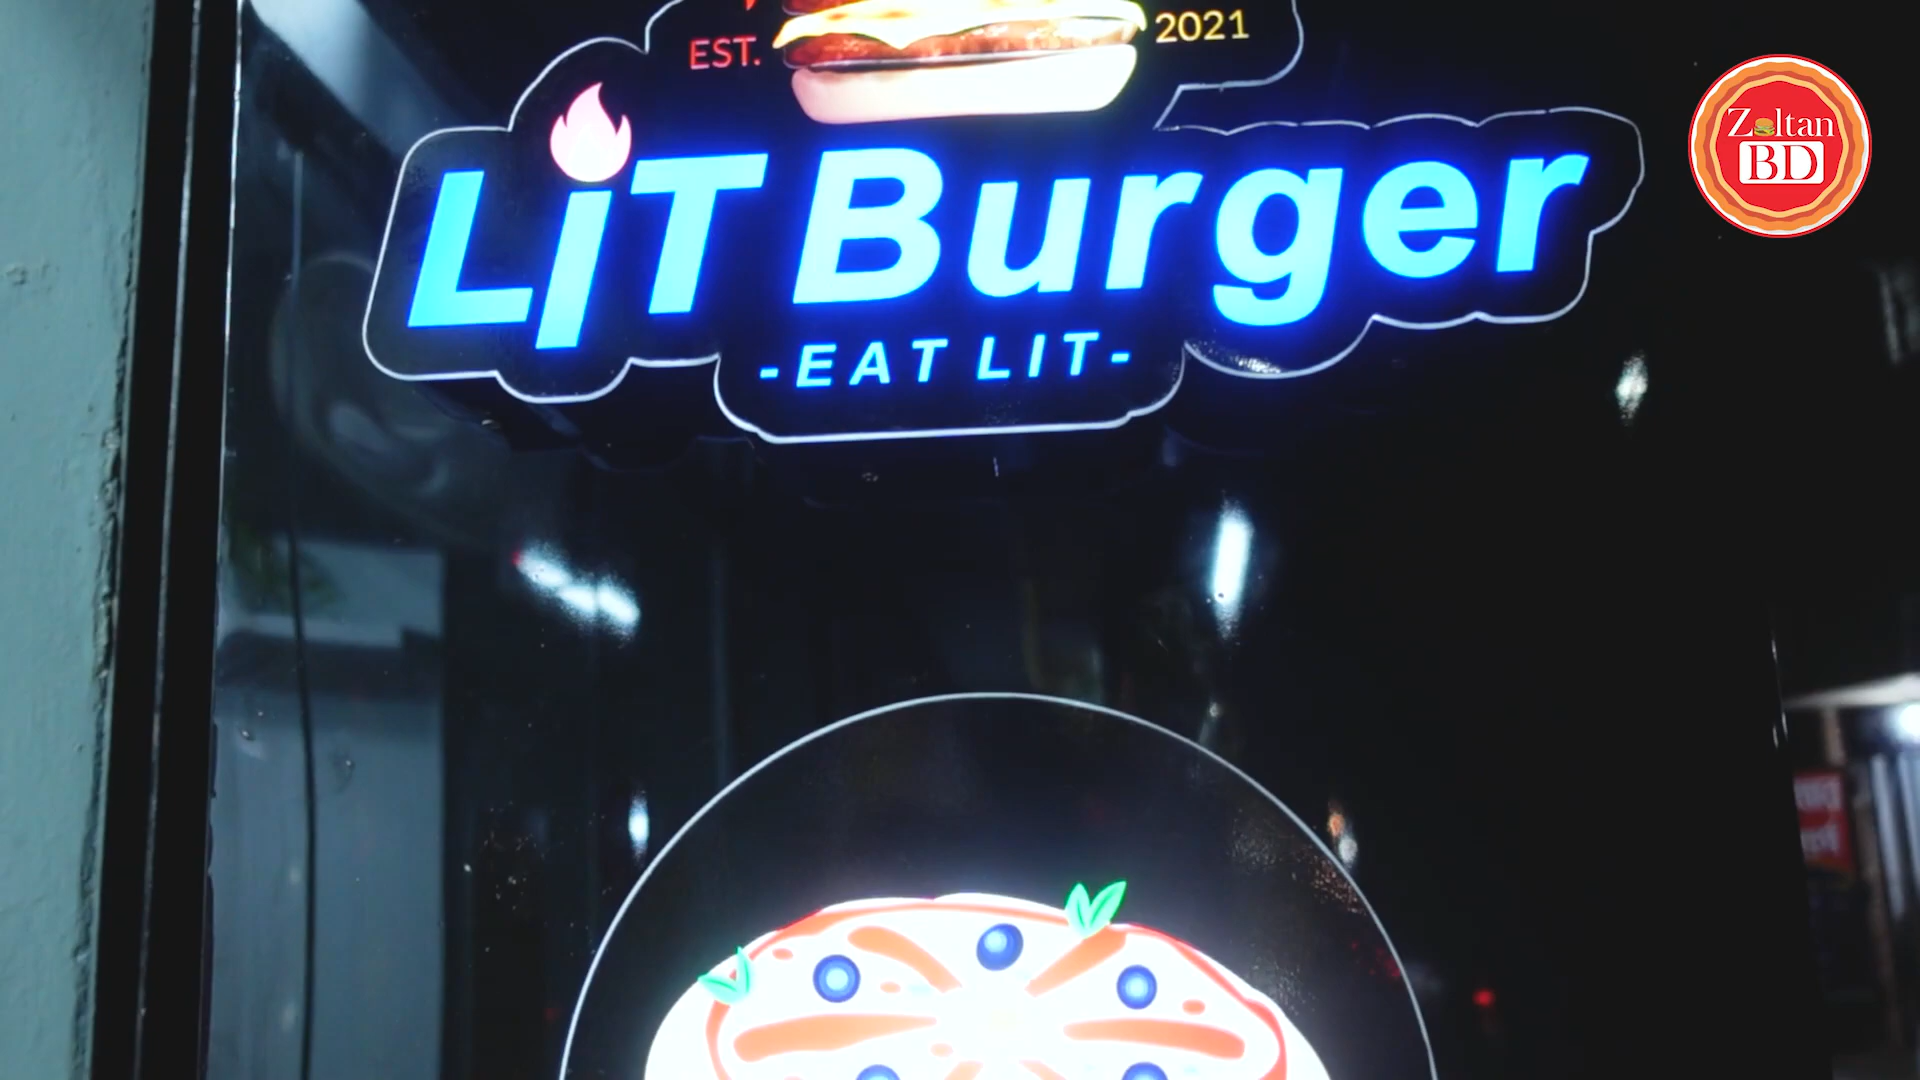 EST. 2021
LiT Burger
-EAT LIT-
Zoltan
BD